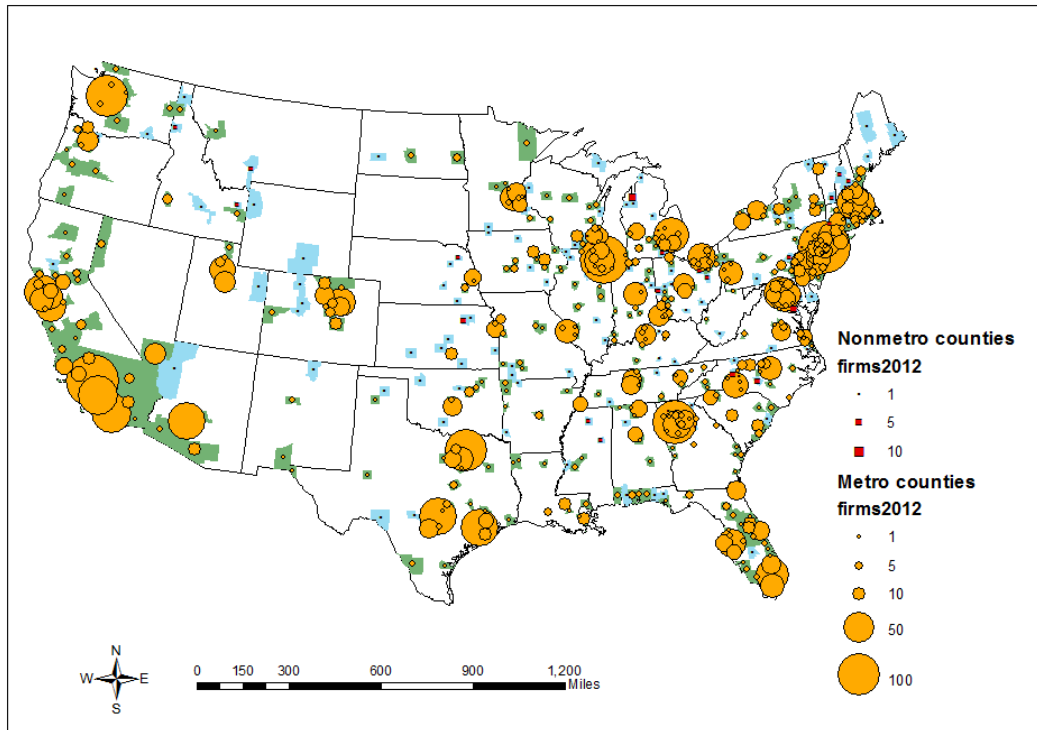 Nonmetro counties
firms2012
1
5
10
Metro counties
firms2012
1
5
10
50
100
N
W E
S
0 150 300 600 900 1,200
Miles